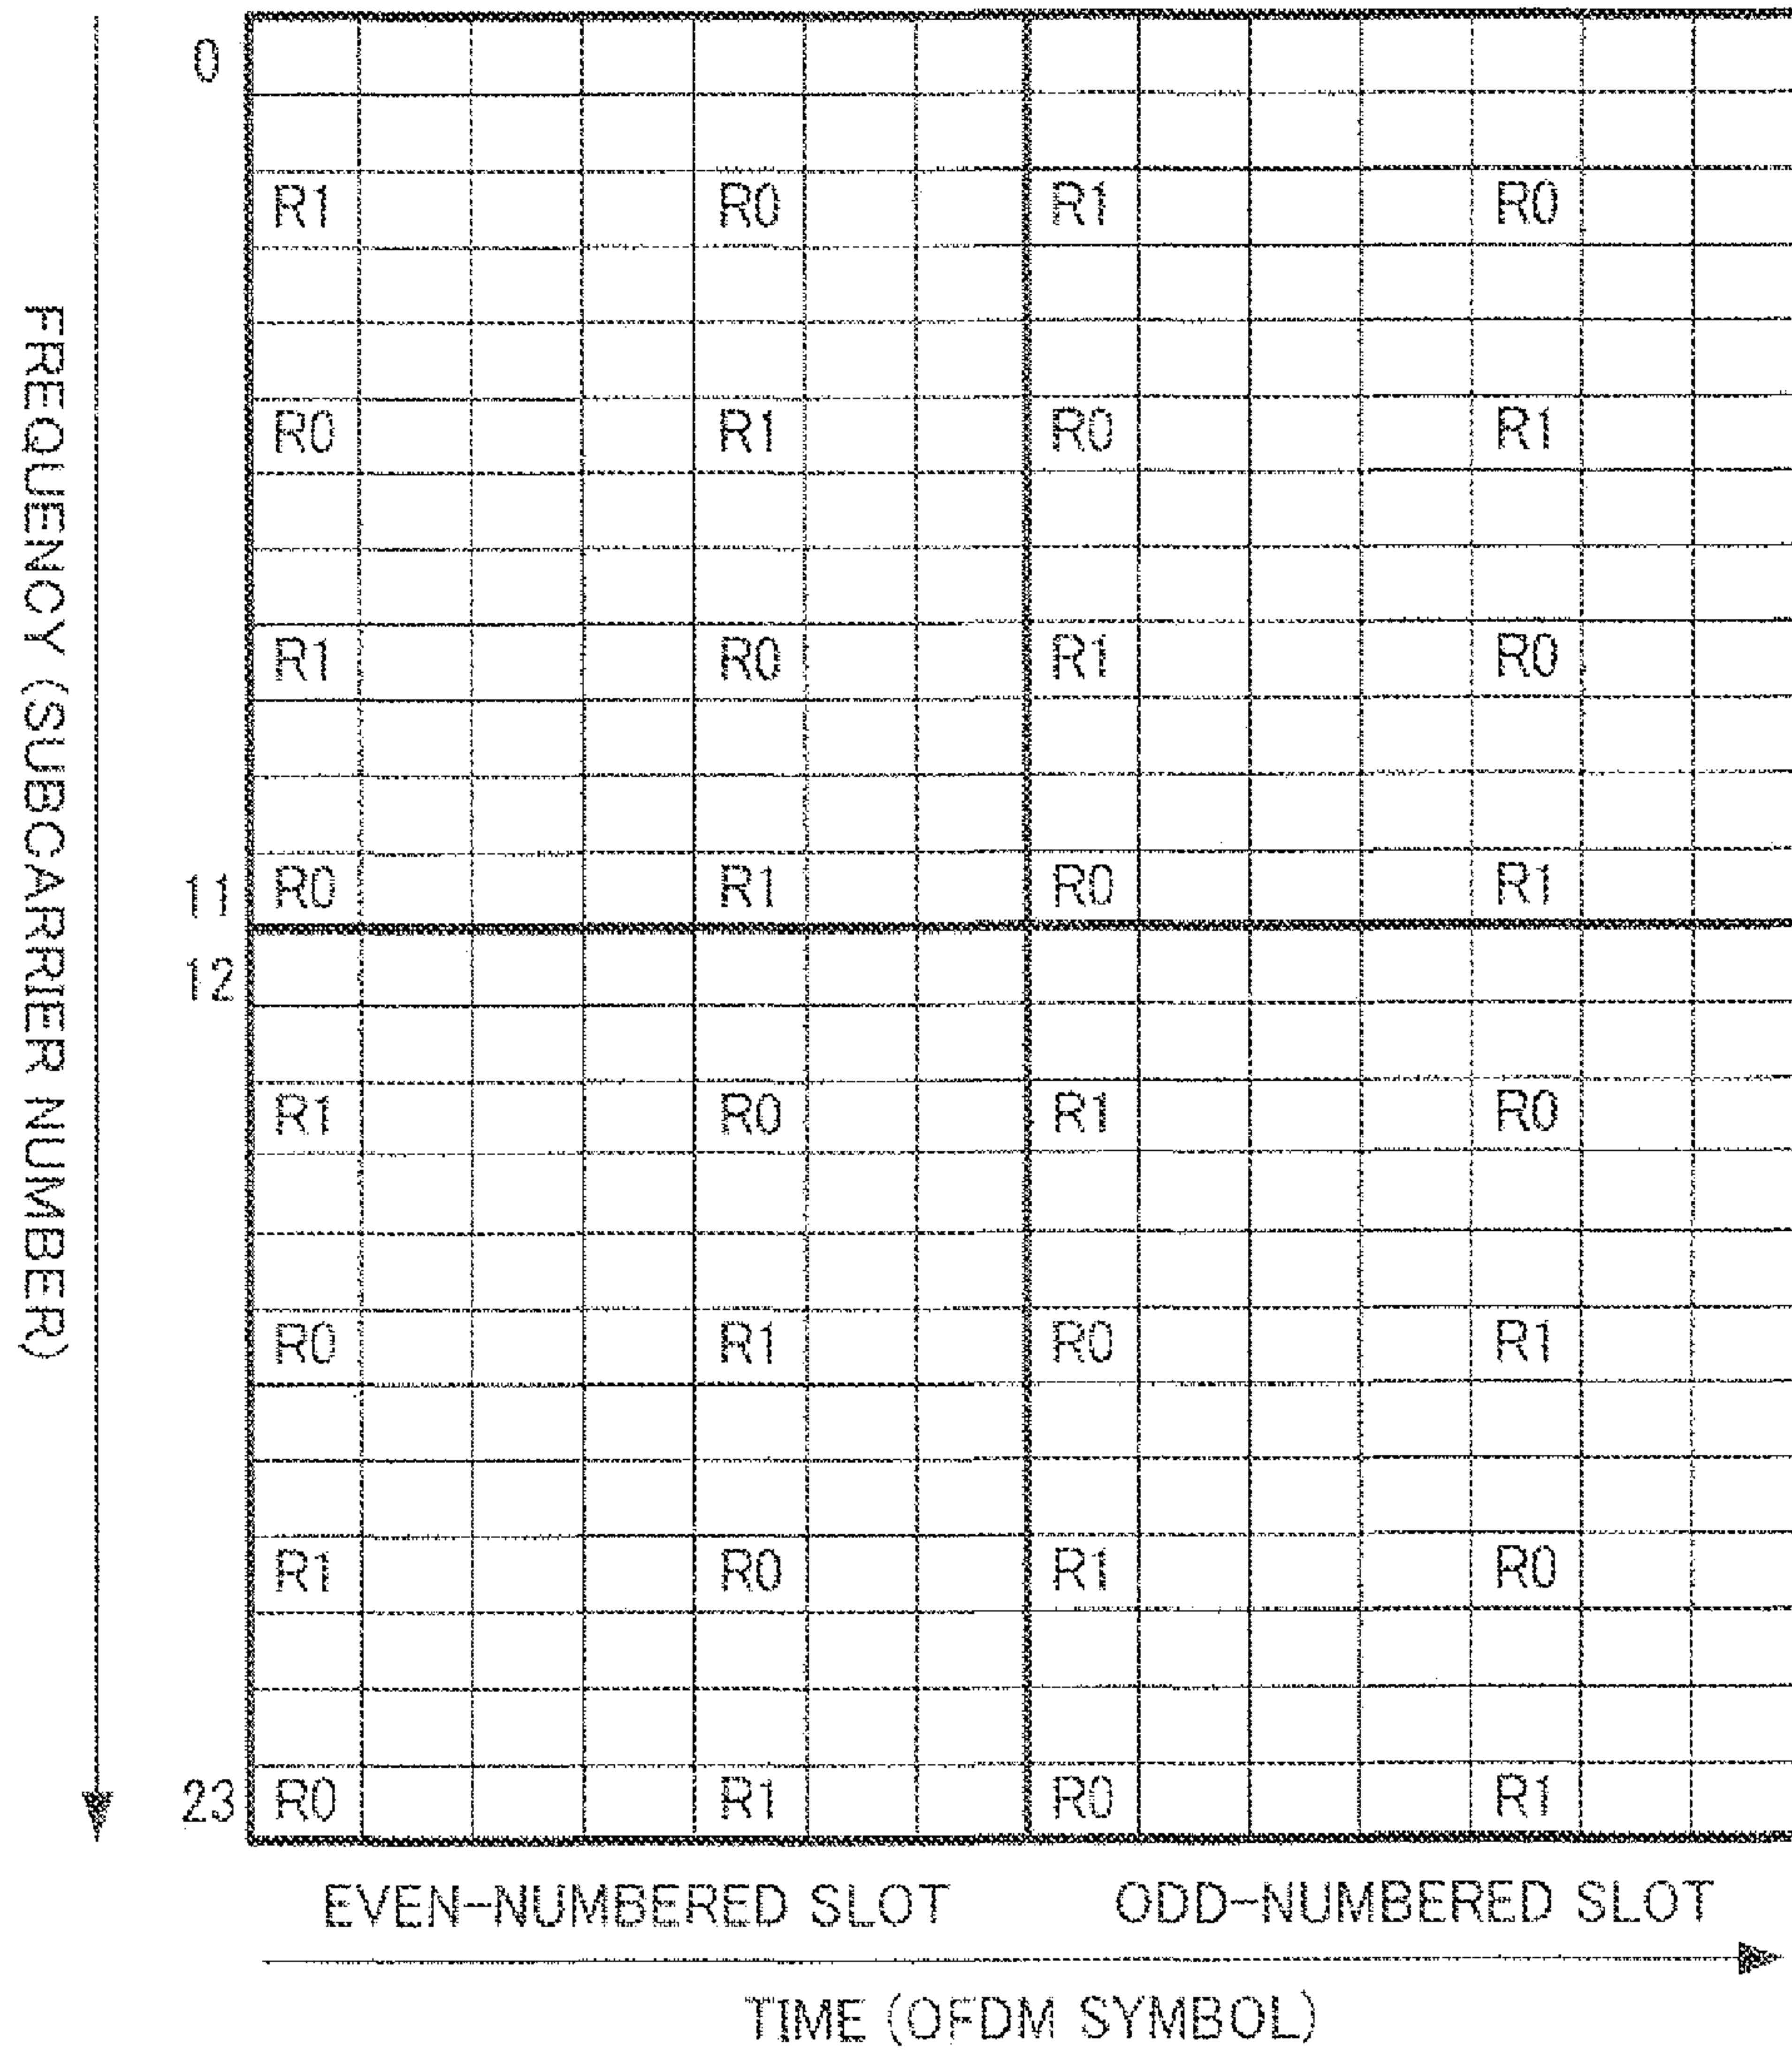 FREQUENCY (SUBCARRIER NUMBER)
0
R1 R0 R1 R0
R0 R1 R0 R1
R1 R0 R1 R0
11 R0 R1 R0 R1
12
R1 R0 R1 R0
R0 R1 R0 R1
R1 R0 R1 R0
23 R0 R1 R0 R1
EVEN-NUMBERED SLOT ODD-NUMBERED SLOT
TIME (OFDM SYMBOL)